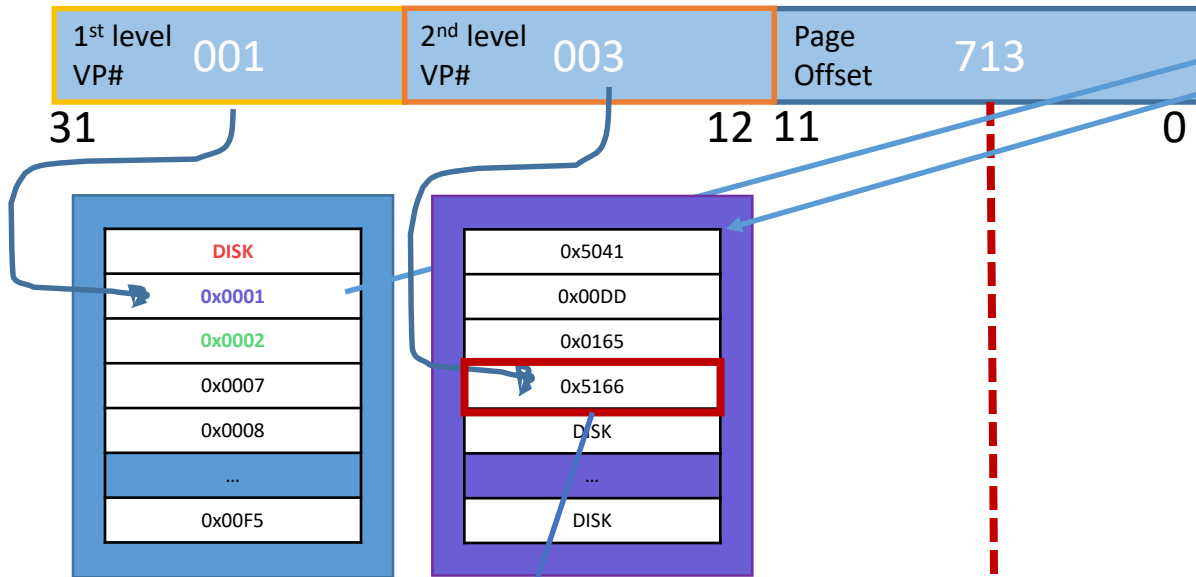 1st level
VP#
001
2nd level
VP#
003
Page
Offset
713
31
12
11
0
DISK
0x0001
0x0002
0x0007
0x0008
...
0x00F5
0x5041
0x00DD
0x0165
0x5166
DISK
...
DISK